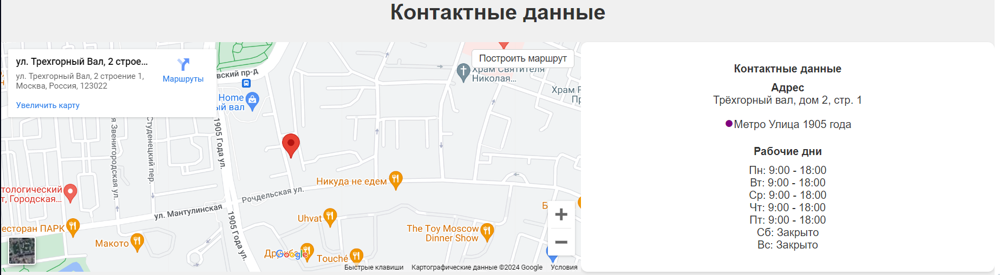 Контактные данные
ул. Трехгорный Вал, 2 строе...
ул. Трехгорный Вал, 2 строение 1,
Москва, Россия, 123022
Маршруты
Увеличить карту
Построить маршрут
вский пр-д
Home
ый вал
Храм Святителя
Николая...
Храм
Пр
я Звенигородская ул.
Студенецкий пер.
1905 Года ул.
Никуда не едем
Рочдельская ул.
тологический
т, Городская...
ул. Мантулинская
1905 Года ул.
Uhvat
есторан ПАРК
Макото
The Toy Moscow
Dinner Show
Google
Touché
Быстрые клавиши
Картографические данные ©2024 Google
Условия
Контактные данные
Адрес
Трёхгорный вал, дом 2, стр. 1
Метро Улица 1905 года
Рабочие дни
Пн: 9:00 - 18:00
Вт: 9:00 - 18:00
Ср: 9:00 - 18:00
Чт: 9:00 - 18:00
Пт: 9:00 - 18:00
Сб: Закрыто
Вс: Закрыто